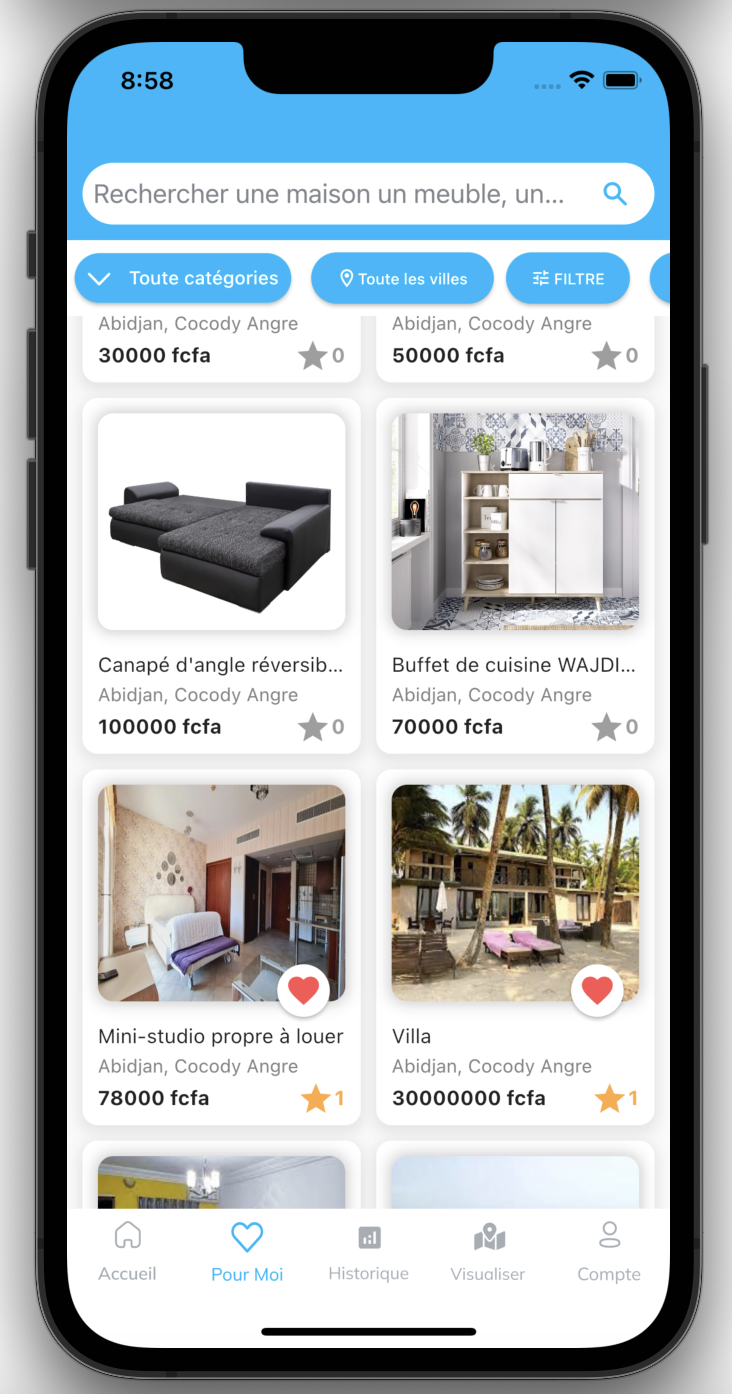 8:58
Rechercher une maison un meuble, un...
Toute catégories
Toute les villes
FILTRE
Abidjan, Cocody Angre
30000 fcfa
0
Abidjan, Cocody Angre
50000 fcfa
0
Canapé d'angle réversib...
Abidjan, Cocody Angre
100000 fcfa
0
Buffet de cuisine WAJDI...
Abidjan, Cocody Angre
70000 fcfa
0
Mini-studio propre à louer
Abidjan, Cocody Angre
78000 fcfa
1
Villa
Abidjan, Cocody Angre
30000000 fcfa
1
Accueil
Pour Moi
Historique
Visualiser
Compte